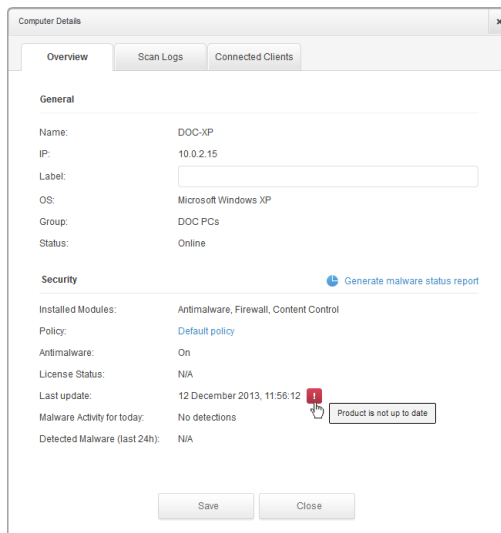 Computer Details
x
Overview Scan Logs Connected Clients
General
Name: DOC-XP
IP: 10.0.2.15
Label:
OS: Microsoft Windows XP
Group: DOC PCs
Status: Online
Security Generate malware status report
Installed Modules: Antimalware, Firewall, Content Control
Policy: Default policy
Antimalware: On
License Status: N/A
Last update: 12 December 2013, 11:56:12 !
Product is not up to date
Malware Activity for today: No detections
Detected Malware (last 24h): N/A
Save Close